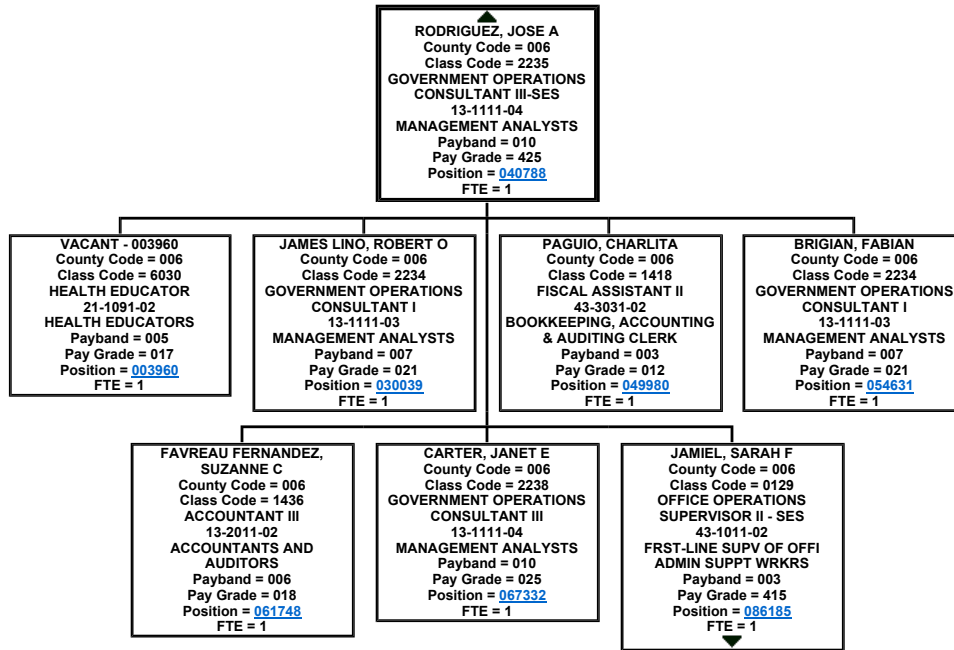 RODRIGUEZ, JOSE A
County Code = 006
Class Code = 2235
GOVERNMENT OPERATIONS
CONSULTANT III-SES
13-1111-04
MANAGEMENT ANALYSTS
Payband = 010
Pay Grade = 425
Position = 040788
FTE = 1
VACANT - 003960
County Code = 006
Class Code = 6030
HEALTH EDUCATOR
21-1091-02
HEALTH EDUCATORS
Payband = 005
Pay Grade = 017
Position = 003960
FTE = 1
JAMES LINO, ROBERT O
County Code = 006
Class Code = 2234
GOVERNMENT OPERATIONS
CONSULTANT I
13-1111-03
MANAGEMENT ANALYSTS
Payband = 007
Pay Grade = 021
Position = 030039
FTE = 1
PAGUIO, CHARLITA
County Code = 006
Class Code = 1418
FISCAL ASSISTANT II
43-3031-02
BOOKKEEPING, ACCOUNTING
& AUDITING CLERK
Payband = 003
Pay Grade = 012
Position = 049980
FTE = 1
BRIGIAN, FABIAN
County Code = 006
Class Code = 2234
GOVERNMENT OPERATIONS
CONSULTANT I
13-1111-03
MANAGEMENT ANALYSTS
Payband = 007
Pay Grade = 021
Position = 054631
FTE = 1
FAVREAU FERNANDEZ,
SUZANNE C
County Code = 006
Class Code = 1436
ACCOUNTANT III
13-2011-02
ACCOUNTANTS AND
AUDITORS
Payband = 006
Pay Grade = 018
Position = 061748
FTE = 1
CARTER, JANET E
County Code = 006
Class Code = 2238
GOVERNMENT OPERATIONS
CONSULTANT III
13-1111-04
MANAGEMENT ANALYSTS
Payband = 010
Pay Grade = 025
Position = 067332
FTE = 1
JAMIEL, SARAH F
County Code = 006
Class Code = 0129
OFFICE OPERATIONS
SUPERVISOR II - SES
43-1011-02
FRST-LINE SUPV OF OFFI
ADMIN SUPPT WRKRS
Payband = 003
Pay Grade = 415
Position = 086185
FTE = 1